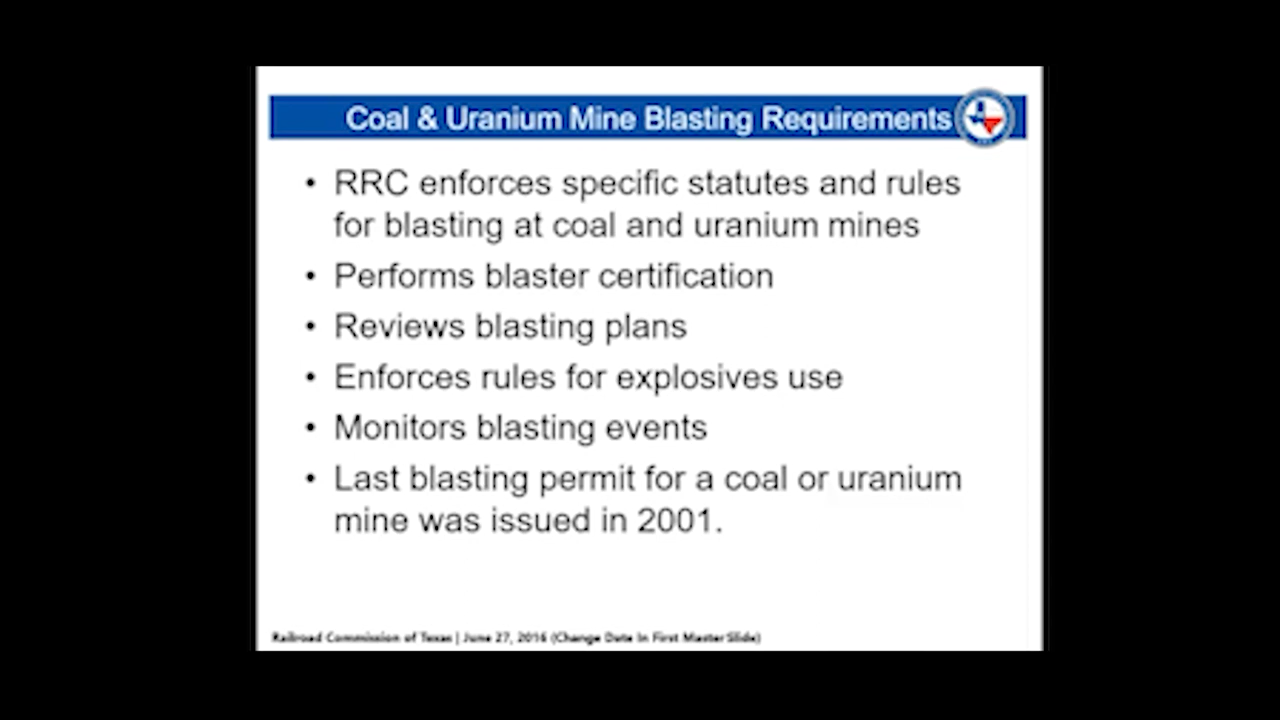 Coal & Uranium Mine Blasting Requirements
• RRC enforces specific statutes and rules
for blasting at coal and uranium mines
• Performs blaster certification
• Reviews blasting plans
• Enforces rules for explosives use
• Monitors blasting events
• Last blasting permit for a coal or uranium
mine was issued in 2001.
Railroad Commission of Texas | June 27, 2016 (Change Date In First Master Slide)